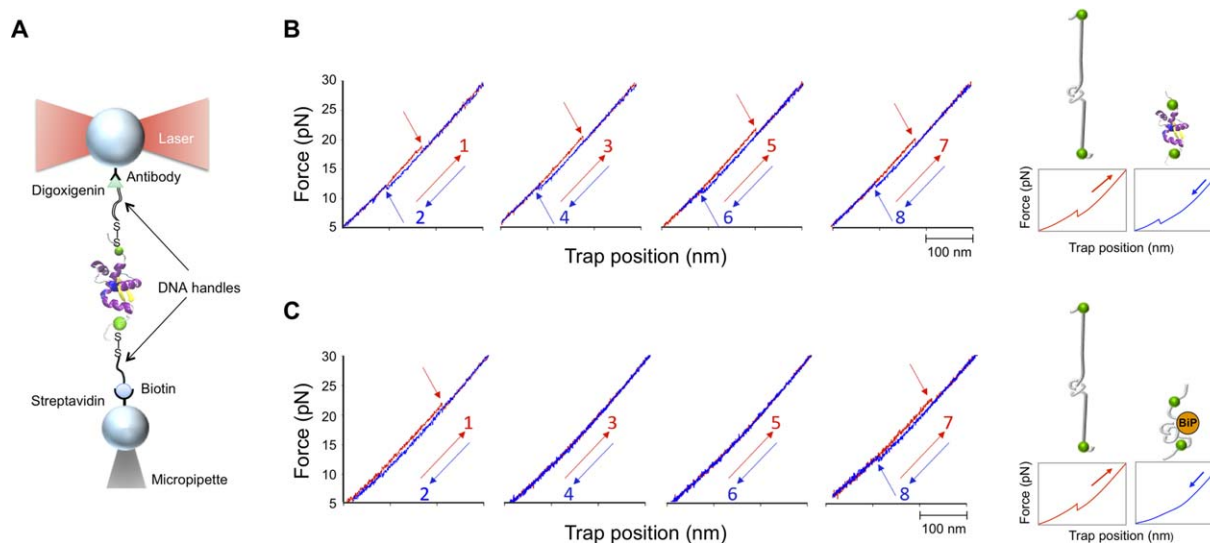 A
Laser
Antibody
Digoxigenin
S
S
DNA handles
S
S
Biotin
Streptavidin
Micropipette
B
Force (pN)
30
25
20
15
10
5
1
2
3
4
5
6
7
8
100 nm
Trap position (nm)
Force (pN)
Trap position (nm)
C
Force (pN)
30
25
20
15
10
5
1
2
3
4
5
6
7
8
100 nm
Trap position (nm)
BiP
Force (pN)
Trap position (nm)